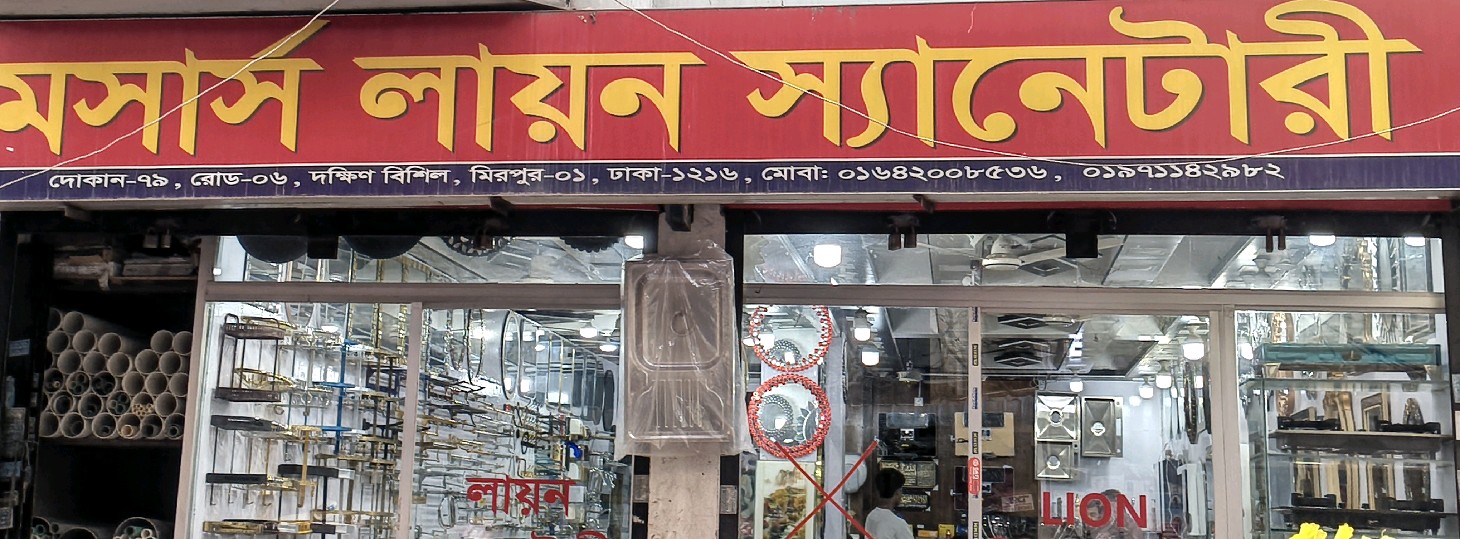 মেসার্স লায়ন স্যানেটারী
দোকান-৭৯, রোড-০৬, দক্ষিণ বিশিল, মিরপুর-০১, ঢাকা-১২১৬, মোবা: ০১৬৪২০০৮৫৩৬, ০১৯৭১১৪২৯৮২
লায়ন
LION